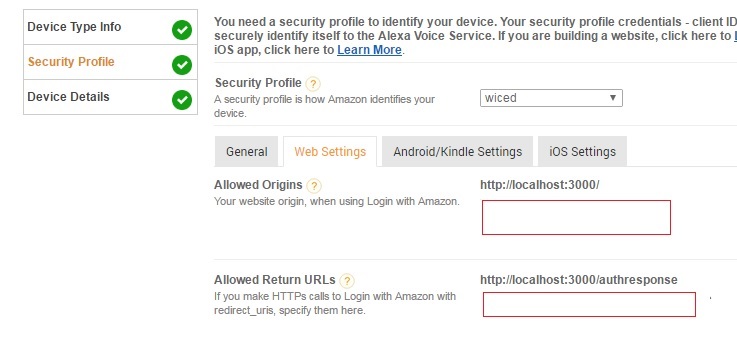 Device Type Info
Security Profile
Device Details
You need a security profile to identify your device. Your security profile credentials - client ID
securely identify itself to the Alexa Voice Service. If you are building a website, click here to
iOS app, click here to Learn More.
Security Profile ?
A security profile is how Amazon identifies your
device.
wiced
General Web Settings Android/Kindle Settings iOS Settings
Allowed Origins ?
Your website origin, when using Login with Amazon.
http://localhost:3000/
Allowed Return URLs ?
If you make HTTPs calls to Login with Amazon with
redirect_uris, specify them here.
http://localhost:3000/authresponse